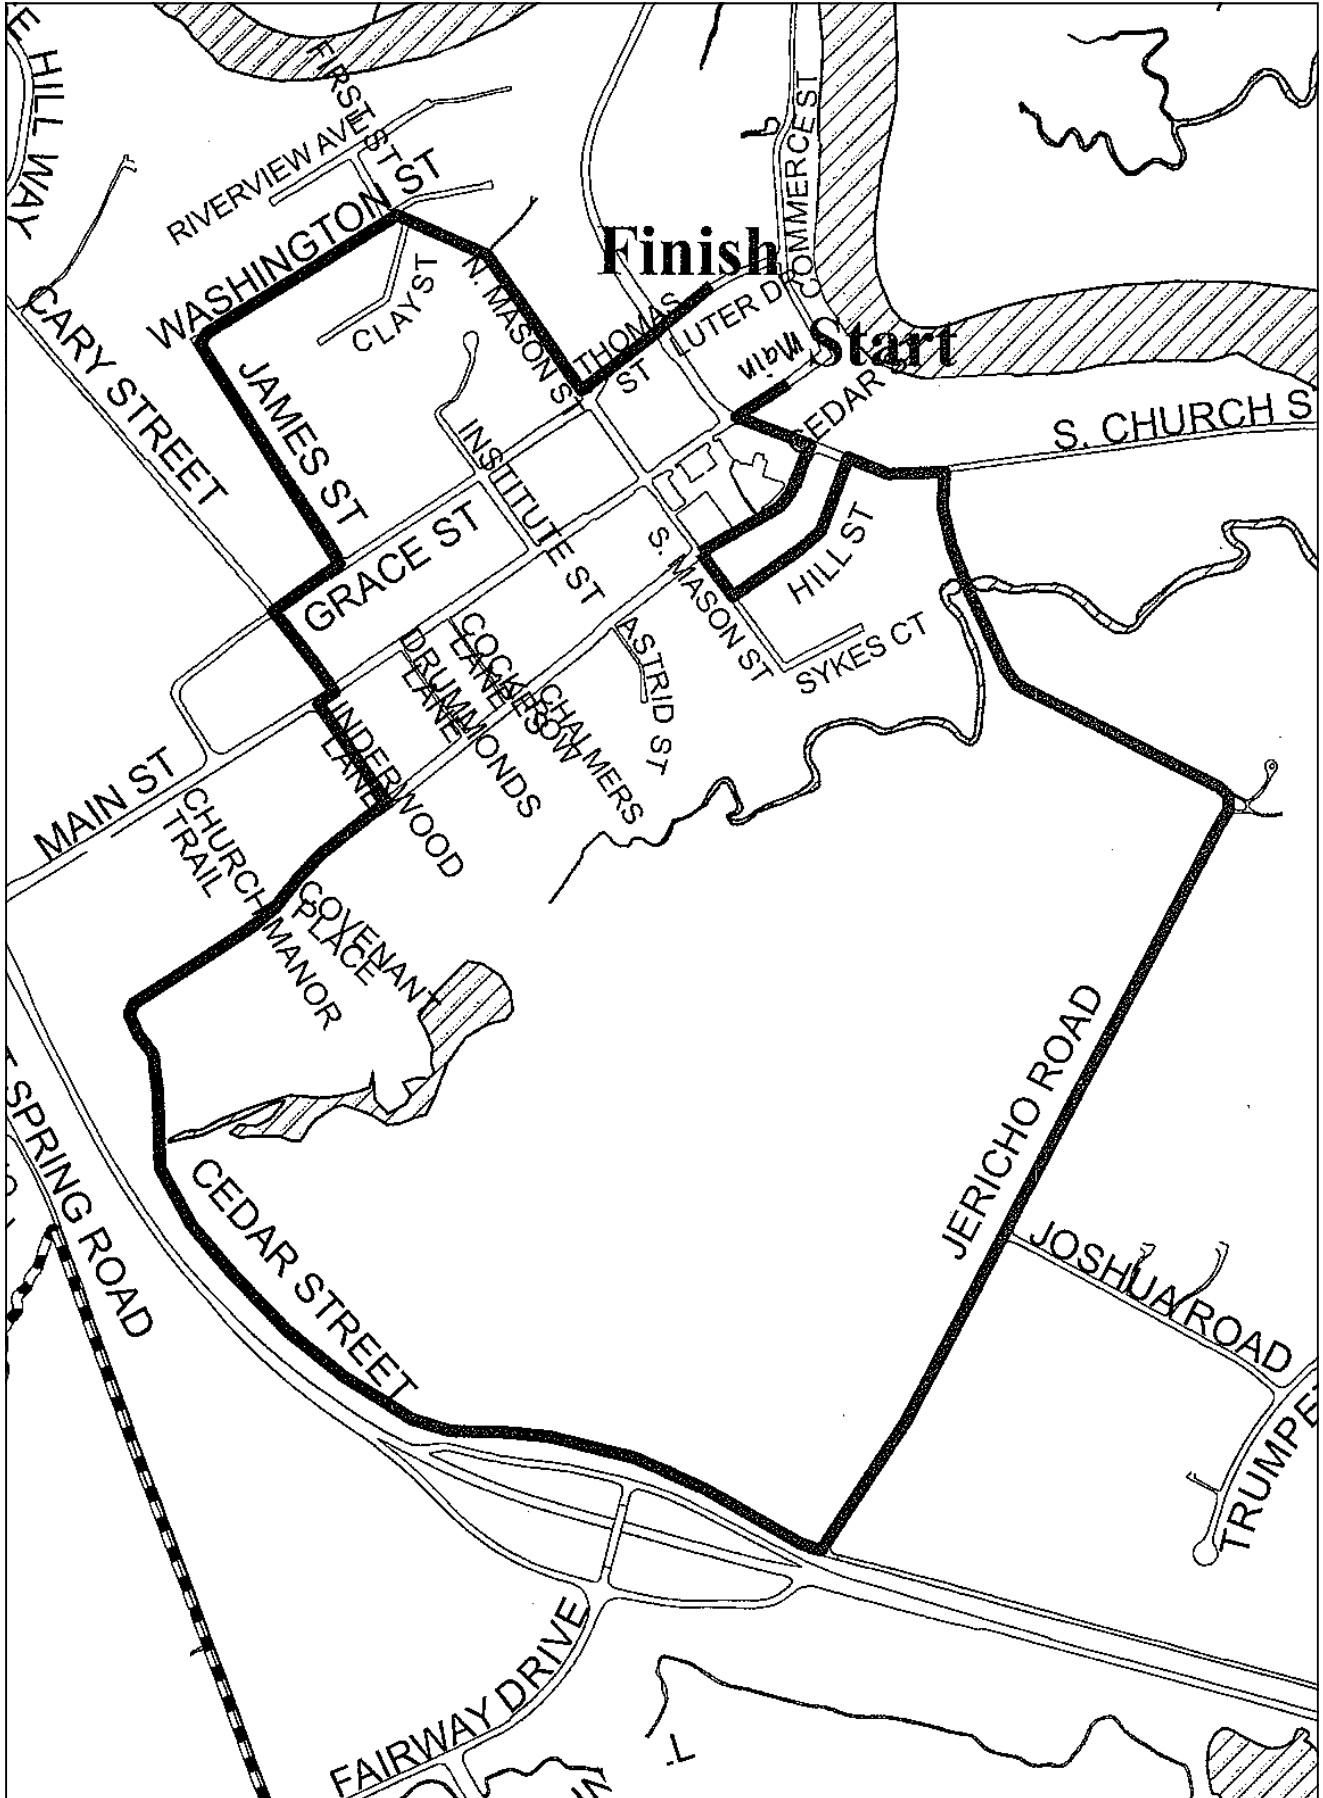 E HILL WAY
FIRST ST
RIVERVIEW AVE
WASHINGTON ST
COMMERCE ST
Finish
CLAY ST
N. MASON ST
CARY STREET
THOMAS
ST
LUTER DR
Main
Start
CEDAR
JAMES ST
S. CHURCH S
INSTITUTE ST
GRACE ST
HILL ST
S. MASON ST
SYKES CT
ASTRID ST
COCKAROW
LANE
DRUMMONDS
LANE
CHALMERS
UNDERWOOD
LANE
MAIN ST
CHURCH MANOR
TRAIL
COVENANT
PLACE
T SPRING ROAD
JERICHO ROAD
CEDAR STREET
JOSHUA ROAD
TRUMPE
FAIRWAY DRIVE